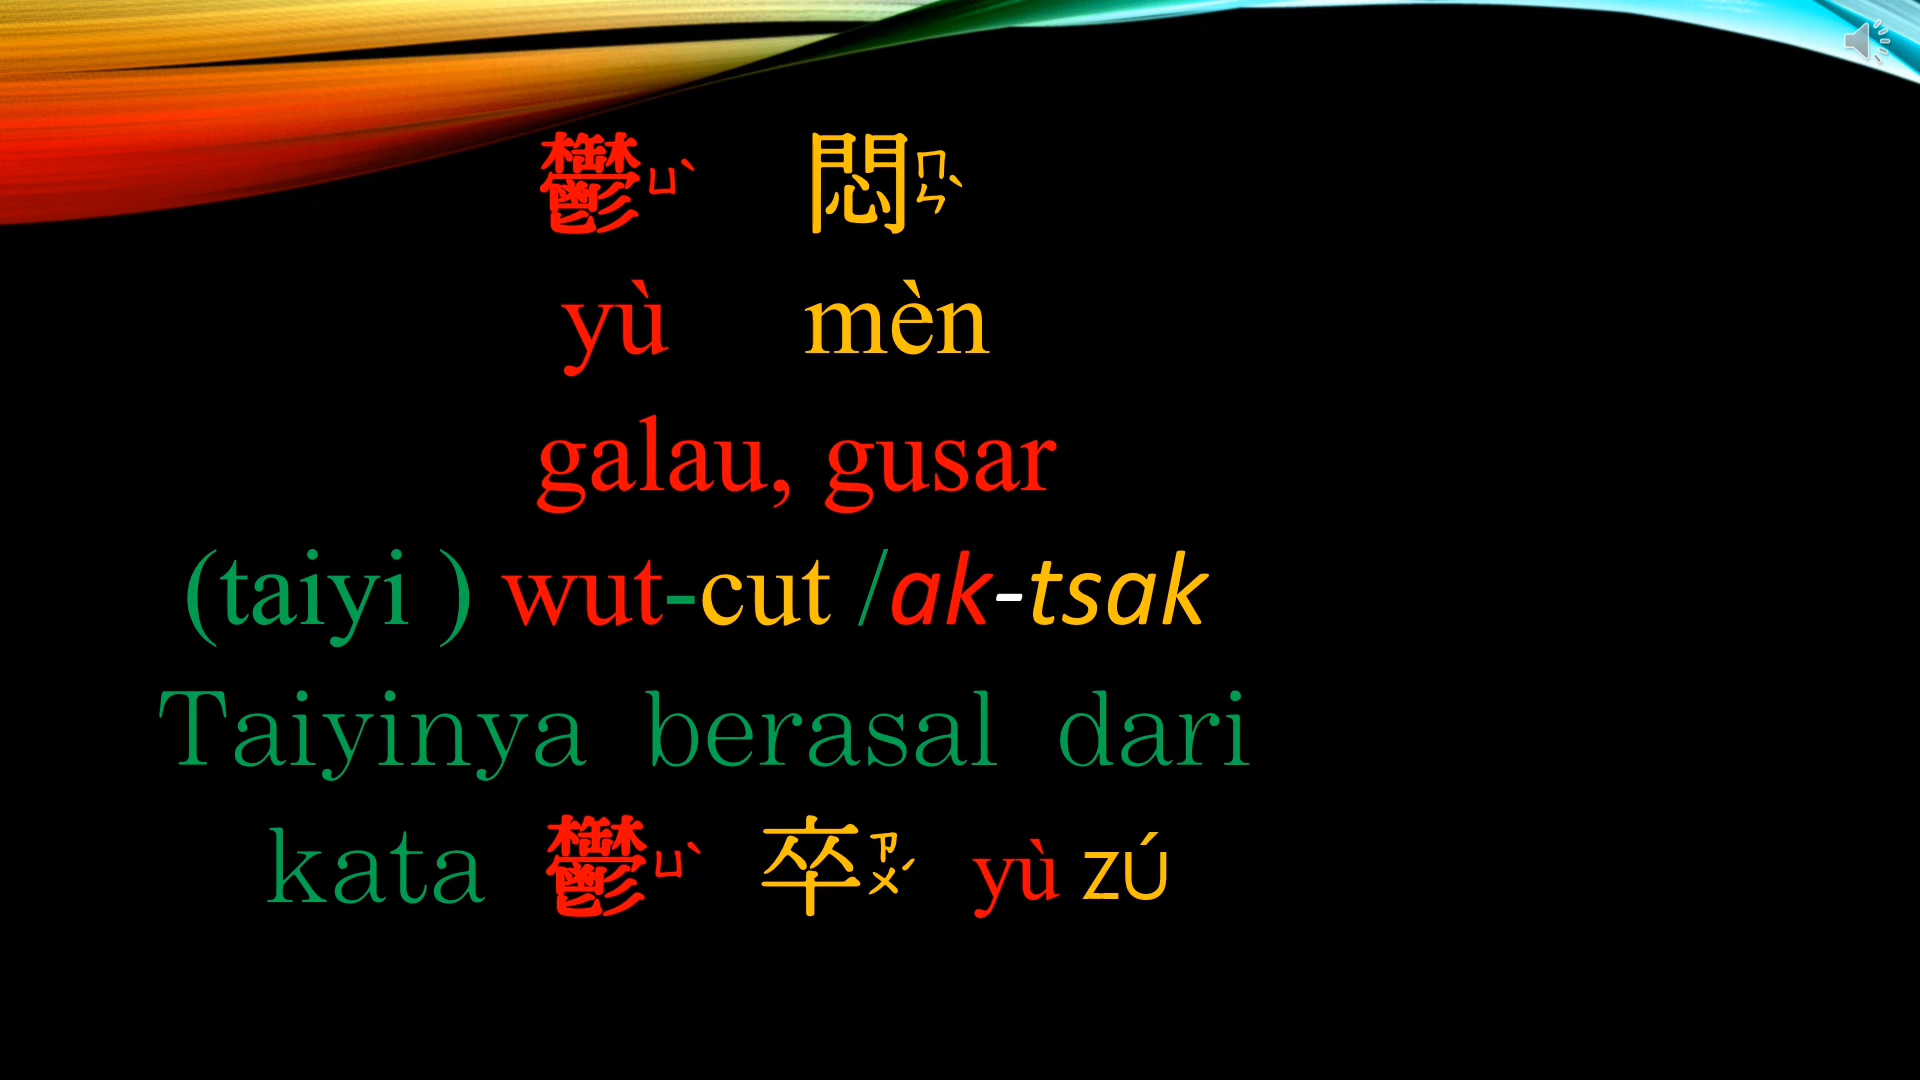 鬱ㄩˋ 悶ㄇㄣˋ
yù mèn
galau, gusar
(taiyi ) wut-cut /ak-tsak
Taiyinya berasal dari
kata 鬱ㄩˋ 卒ㄗㄨˊ yù zú